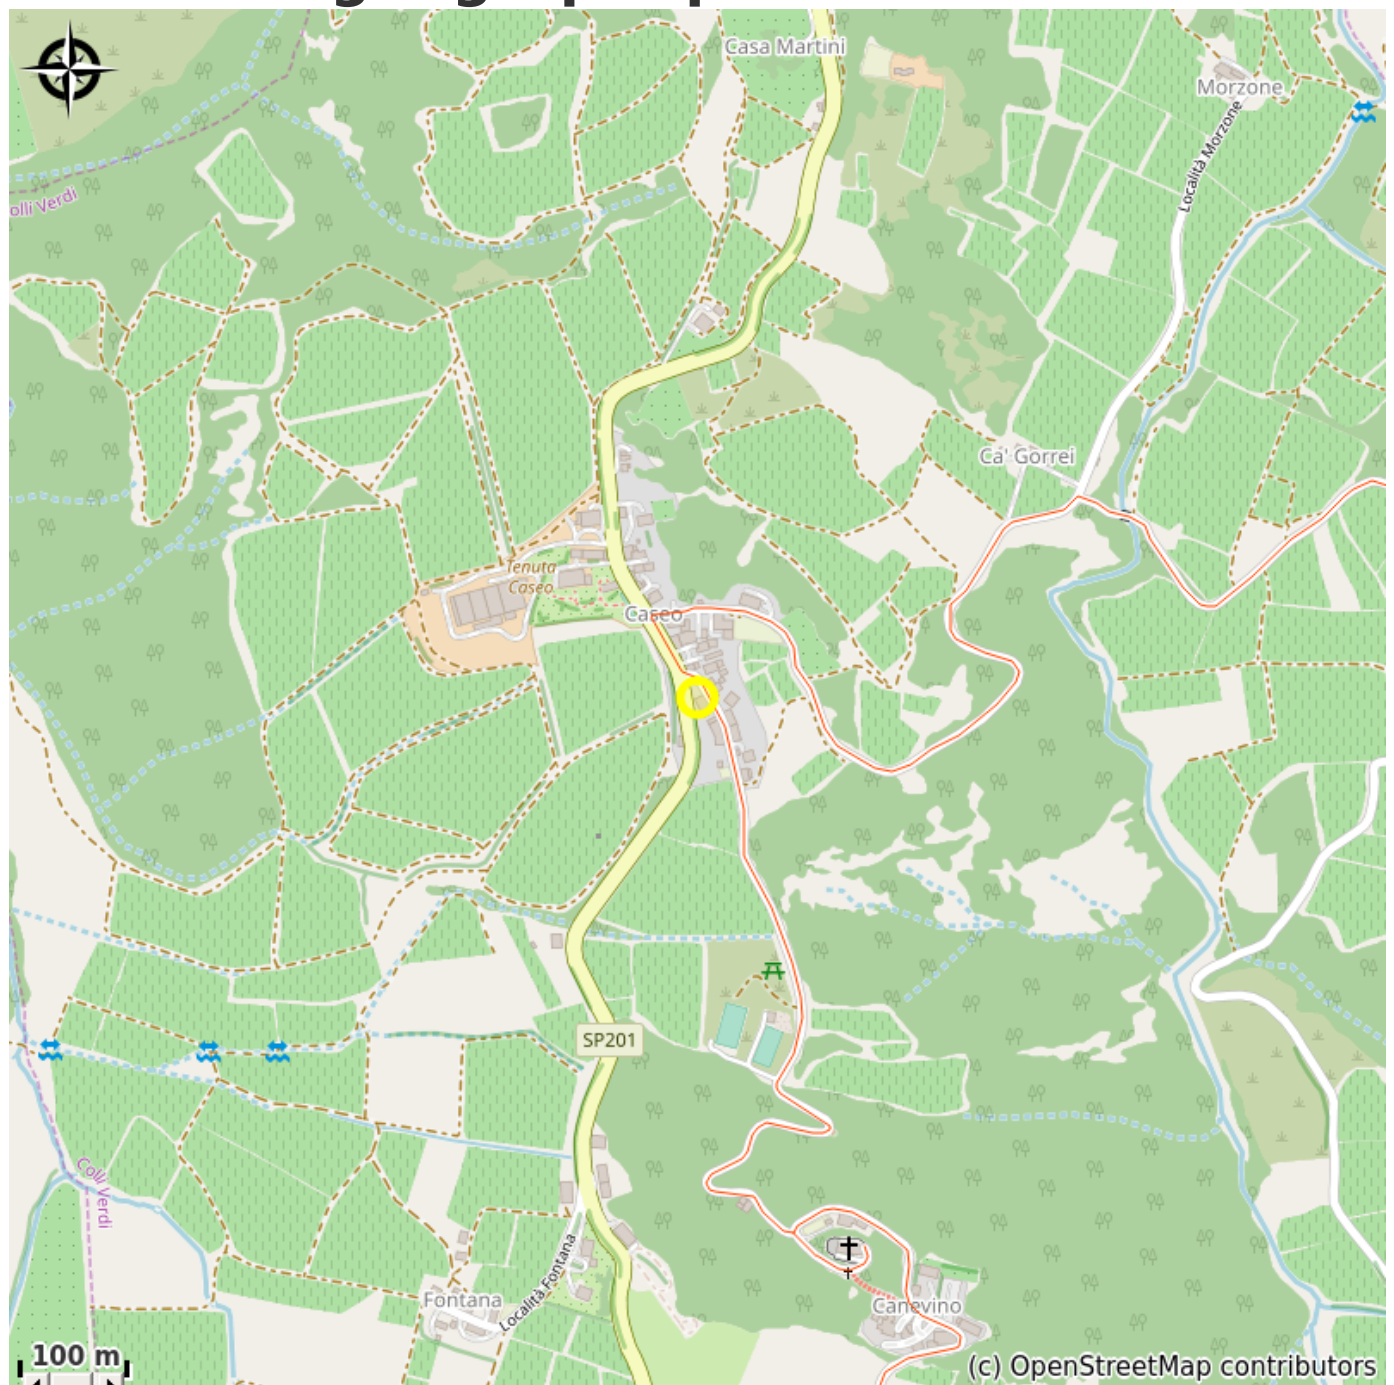 Casa Martini
Morzone
Località Morzone
olli Verdi
Ca' Gorrei
Tenuta
Caseo
Caseo
SP201
Colli Verdi
Località Fontana
Fontana
Canevino
100 m
(c) OpenStreetMap contributors